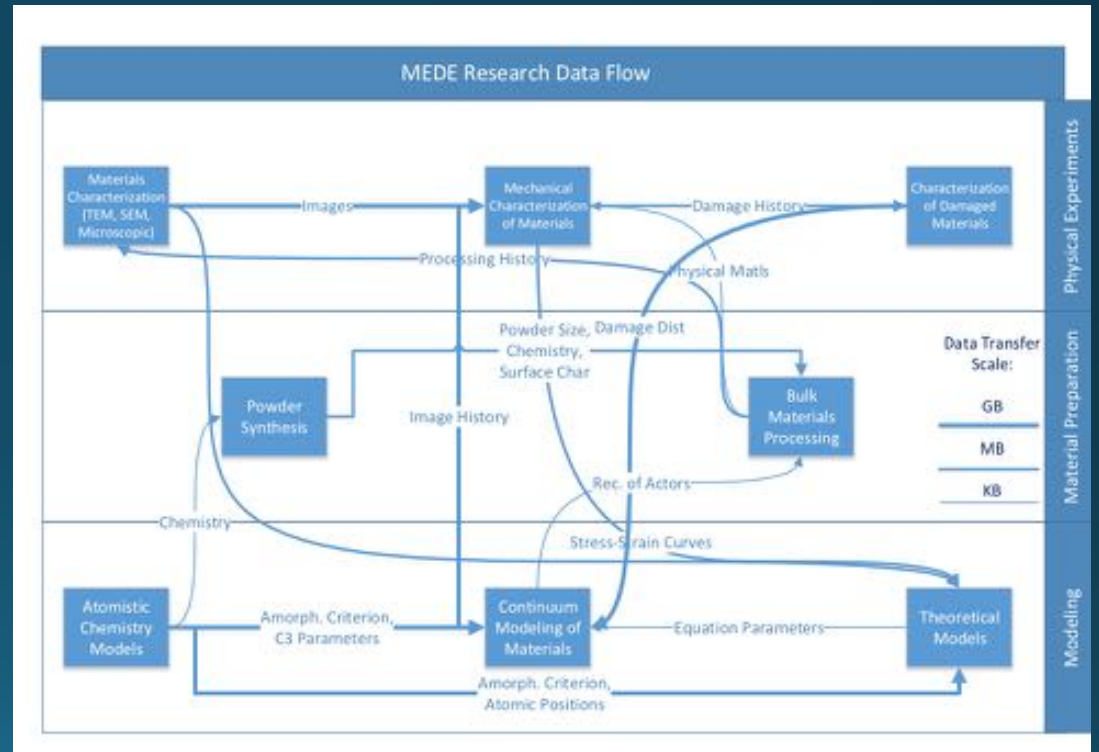 MEDE Research Data Flow
Physical Experiments
Materials
Characterization
(TEM, SEM,
Microscopic)
Images
Mechanical
Characterization
of Materials
Damage History
Characterization
of Damaged
Materials
Processing History
Physical Matls
Material Preparation
Powder Size,
Chemistry,
Surface Char
Damage Dist
Data Transfer
Scale:
GB
MB
KB
Powder
Synthesis
Image History
Bulk
Materials
Processing
Rec. of Actors
Chemistry
Stress-Strain Curves
Modeling
Atomistic
Chemistry
Models
Amorph. Criterion,
C3 Parameters
Continuum
Modeling of
Materials
Equation Parameters
Theoretical
Models
Amorph. Criterion,
Atomic Positions